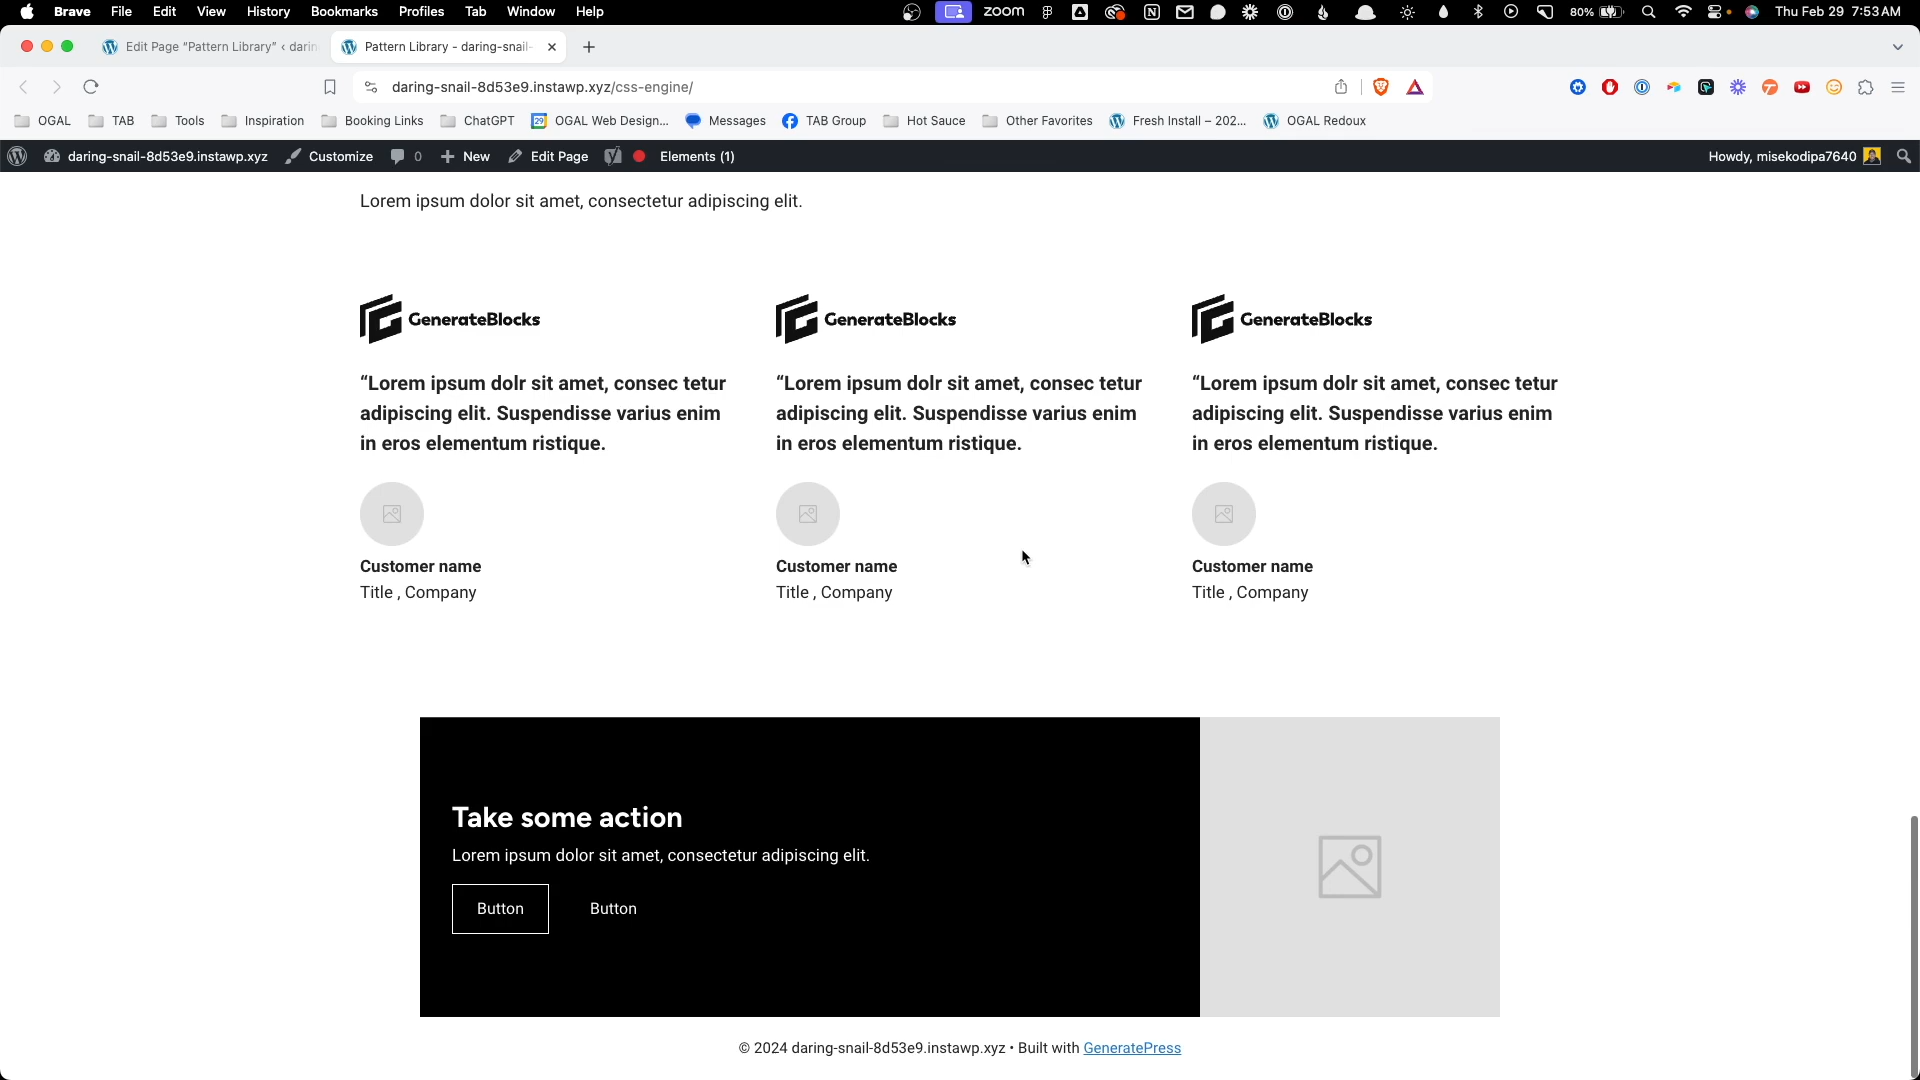 Brave File Edit View History Bookmarks Profiles Tab Window Help zoom 80% Thu Feb 29 7:53 AM
Edit Page "Pattern Library" ‹ darin Pattern Library - daring-snail-
daring-snail-8d53e9.instawp.xyz/css-engine/
OGAL TAB Tools Inspiration Booking Links ChatGPT 29 OGAL Web Design... Messages TAB Group Hot Sauce Other Favorites Fresh Install – 202... OGAL Redoux
daring-snail-8d53e9.instawp.xyz Customize 0 New Edit Page Elements (1) Howdy, misekodipa7640
Lorem ipsum dolor sit amet, consectetur adipiscing elit.
GenerateBlocks
“Lorem ipsum dolr sit amet, consec tetur
adipiscing elit. Suspendisse varius enim
in eros elementum ristique.
Customer name
Title , Company
GenerateBlocks
“Lorem ipsum dolr sit amet, consec tetur
adipiscing elit. Suspendisse varius enim
in eros elementum ristique.
Customer name
Title , Company
GenerateBlocks
“Lorem ipsum dolr sit amet, consec tetur
adipiscing elit. Suspendisse varius enim
in eros elementum ristique.
Customer name
Title , Company
Take some action
Lorem ipsum dolor sit amet, consectetur adipiscing elit.
Button Button
© 2024 daring-snail-8d53e9.instawp.xyz • Built with GeneratePress